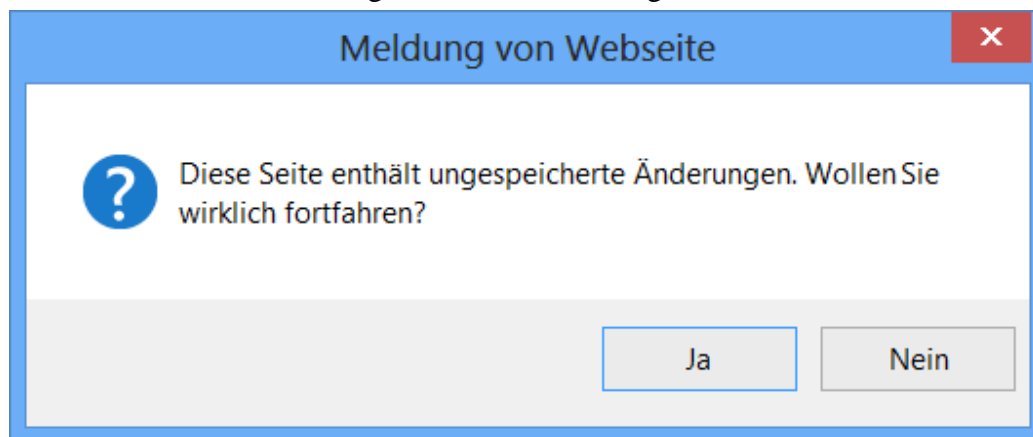 Meldung von Webseite
Diese Seite enthält ungespeicherte Änderungen. Wollen Sie
wirklich fortfahren?
Ja
Nein